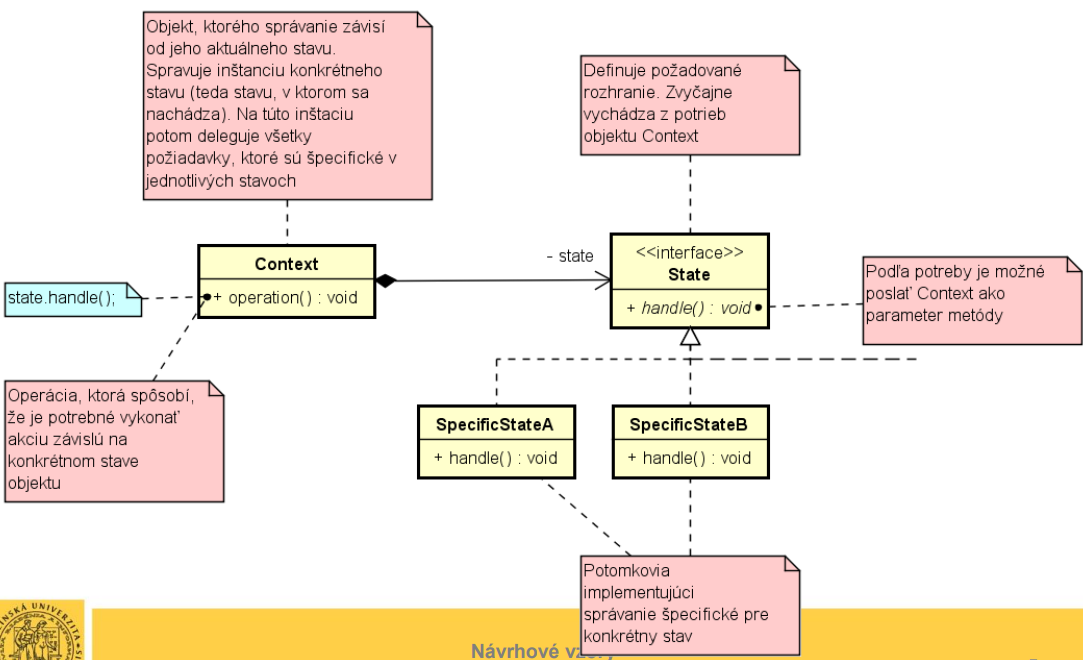 Objekt, ktorého správanie závisí
od jeho aktuálneho stavu.
Spravuje inštanciu konkrétneho
stavu (teda stavu, v ktorom sa
nachádza). Na túto inštaciu
potom deleguje všetky
požiadavky, ktoré sú špecifické v
jednotlivých stavoch
Definuje požadované
rozhranie. Zvyčajne
vychádza z potrieb
objektu Context
Context
+ operation() : void
- state
<<interface>>
State
+ handle() : void
state.handle();
Podľa potreby je možné
poslať Context ako
parameter metódy
Operácia, ktorá spôsobí,
že je potrebné vykonať
akciu závislú na
konkrétnom stave
objektu
SpecificStateA
+ handle() : void
SpecificStateB
+ handle() : void
Potomkovia
implementujúci
správanie špecifické pre
konkrétny stav
Návrhové